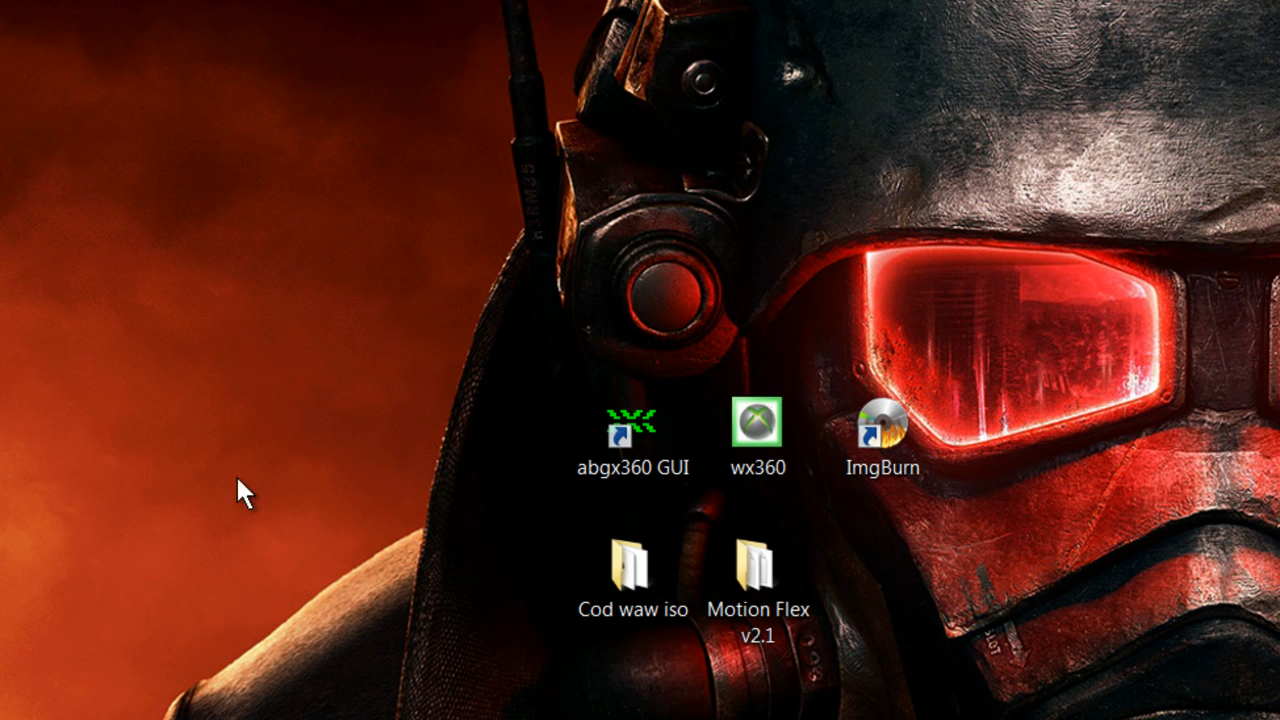 abgx360 GUI
wx360
ImgBurn
Cod waw iso
Motion Flex
v2.1